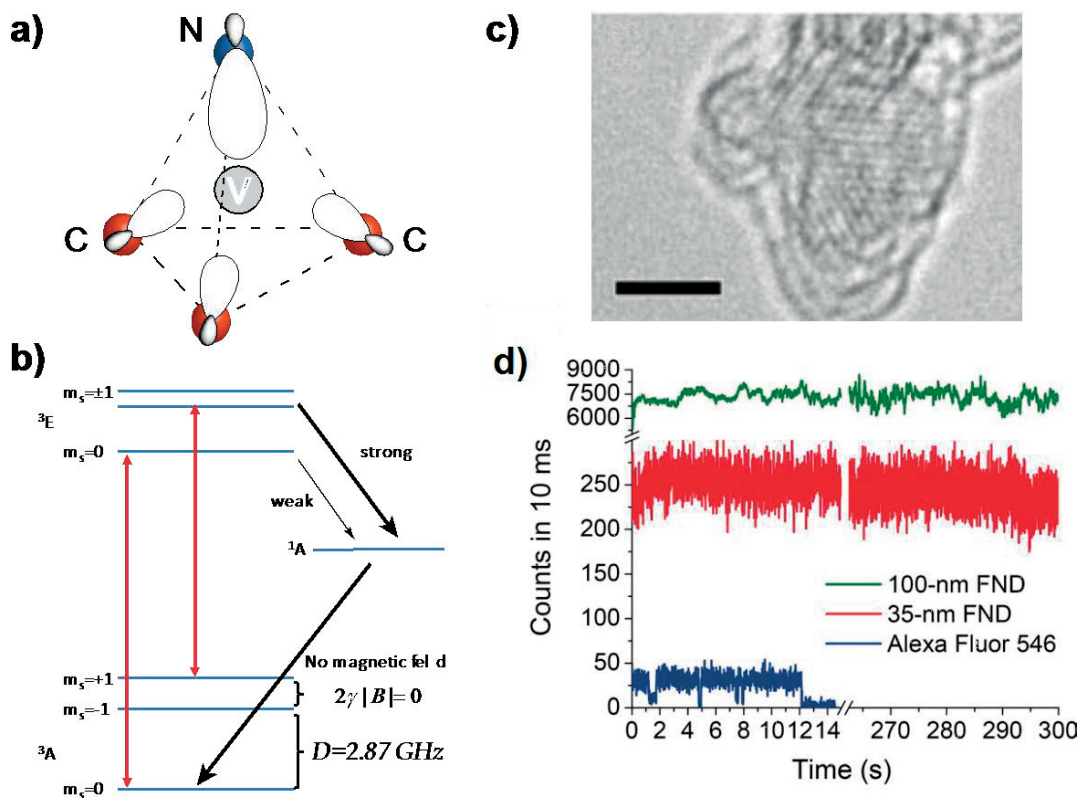 a)
N
V
C
C
b)
mₛ=±1
³E
mₛ=0
strong
weak
¹A
No magnetic fel d
mₛ=+1
2γ|B|=0
mₛ=-1
³A
D=2.87 GHz
mₛ=0
c)
d)
Counts in 10 ms
9000
7500
6000
250
200
150
100
50
0
100-nm FND
35-nm FND
Alexa Fluor 546
0 2 4 6 8 10 12 14 270 280 290 300
Time (s)